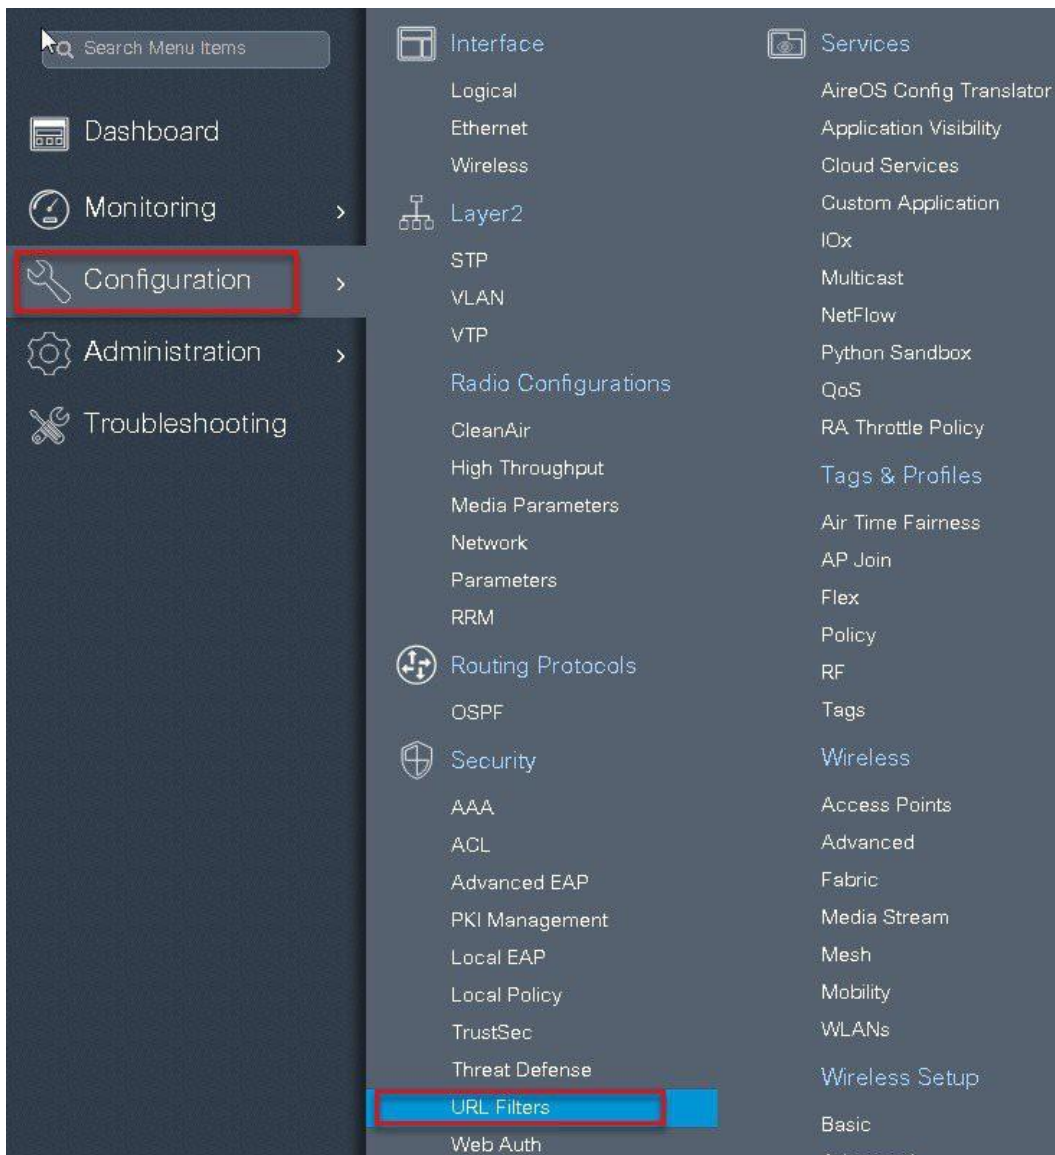 Search Menu Items
Dashboard
Monitoring
Configuration
Administration
Troubleshooting
Interface
Logical
Ethernet
Wireless
Layer2
STP
VLAN
VTP
Radio Configurations
CleanAir
High Throughput
Media Parameters
Network
Parameters
RRM
Routing Protocols
OSPF
Security
AAA
ACL
Advanced EAP
PKI Management
Local EAP
Local Policy
TrustSec
Threat Defense
URL Filters
Web Auth
Services
AireOS Config Translator
Application Visibility
Cloud Services
Custom Application
IOx
Multicast
NetFlow
Python Sandbox
QoS
RA Throttle Policy
Tags & Profiles
Air Time Fairness
AP Join
Flex
Policy
RF
Tags
Wireless
Access Points
Advanced
Fabric
Media Stream
Mesh
Mobility
WLANs
Wireless Setup
Basic